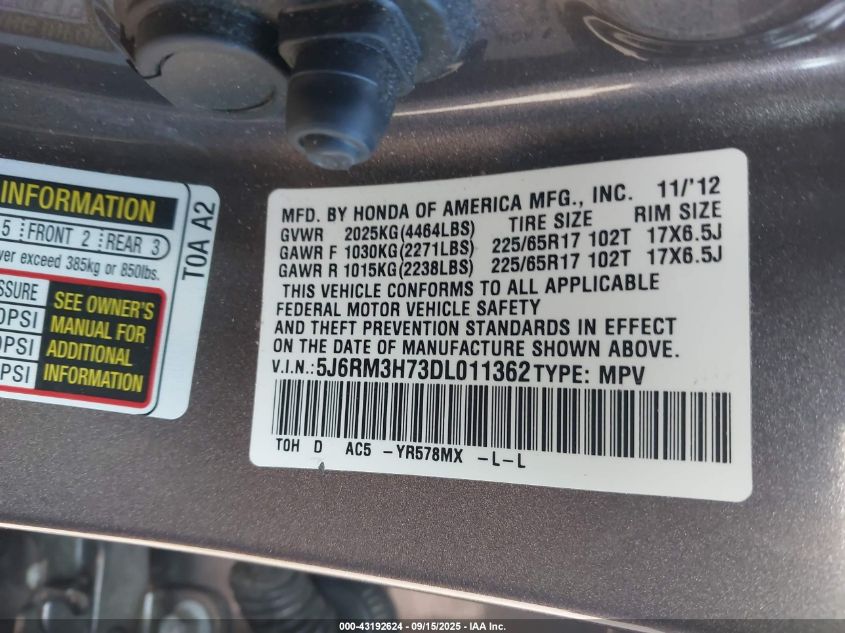 INFORMATION
5 FRONT 2 REAR 3
ver exceed 385kg or 850lbs.
SSURE
PSI
PSI
PSI
SEE OWNER'S
MANUAL FOR
ADDITIONAL
INFORMATION
T0A A2
MFD. BY HONDA OF AMERICA MFG., INC. 11/'12
GVWR 2025KG(4464LBS) TIRE SIZE RIM SIZE
GAWR F 1030KG(2271LBS) 225/65R17 102T 17X6.5J
GAWR R 1015KG(2238LBS) 225/65R17 102T 17X6.5J
THIS VEHICLE CONFORMS TO ALL APPLICABLE
FEDERAL MOTOR VEHICLE SAFETY
AND THEFT PREVENTION STANDARDS IN EFFECT
ON THE DATE OF MANUFACTURE SHOWN ABOVE.
V.I.N.: 5J6RM3H73DL011362 TYPE: MPV
T0H D AC5 -YR578MX -L-L
000-43192624 - 09/15/2025 - IAA Inc.